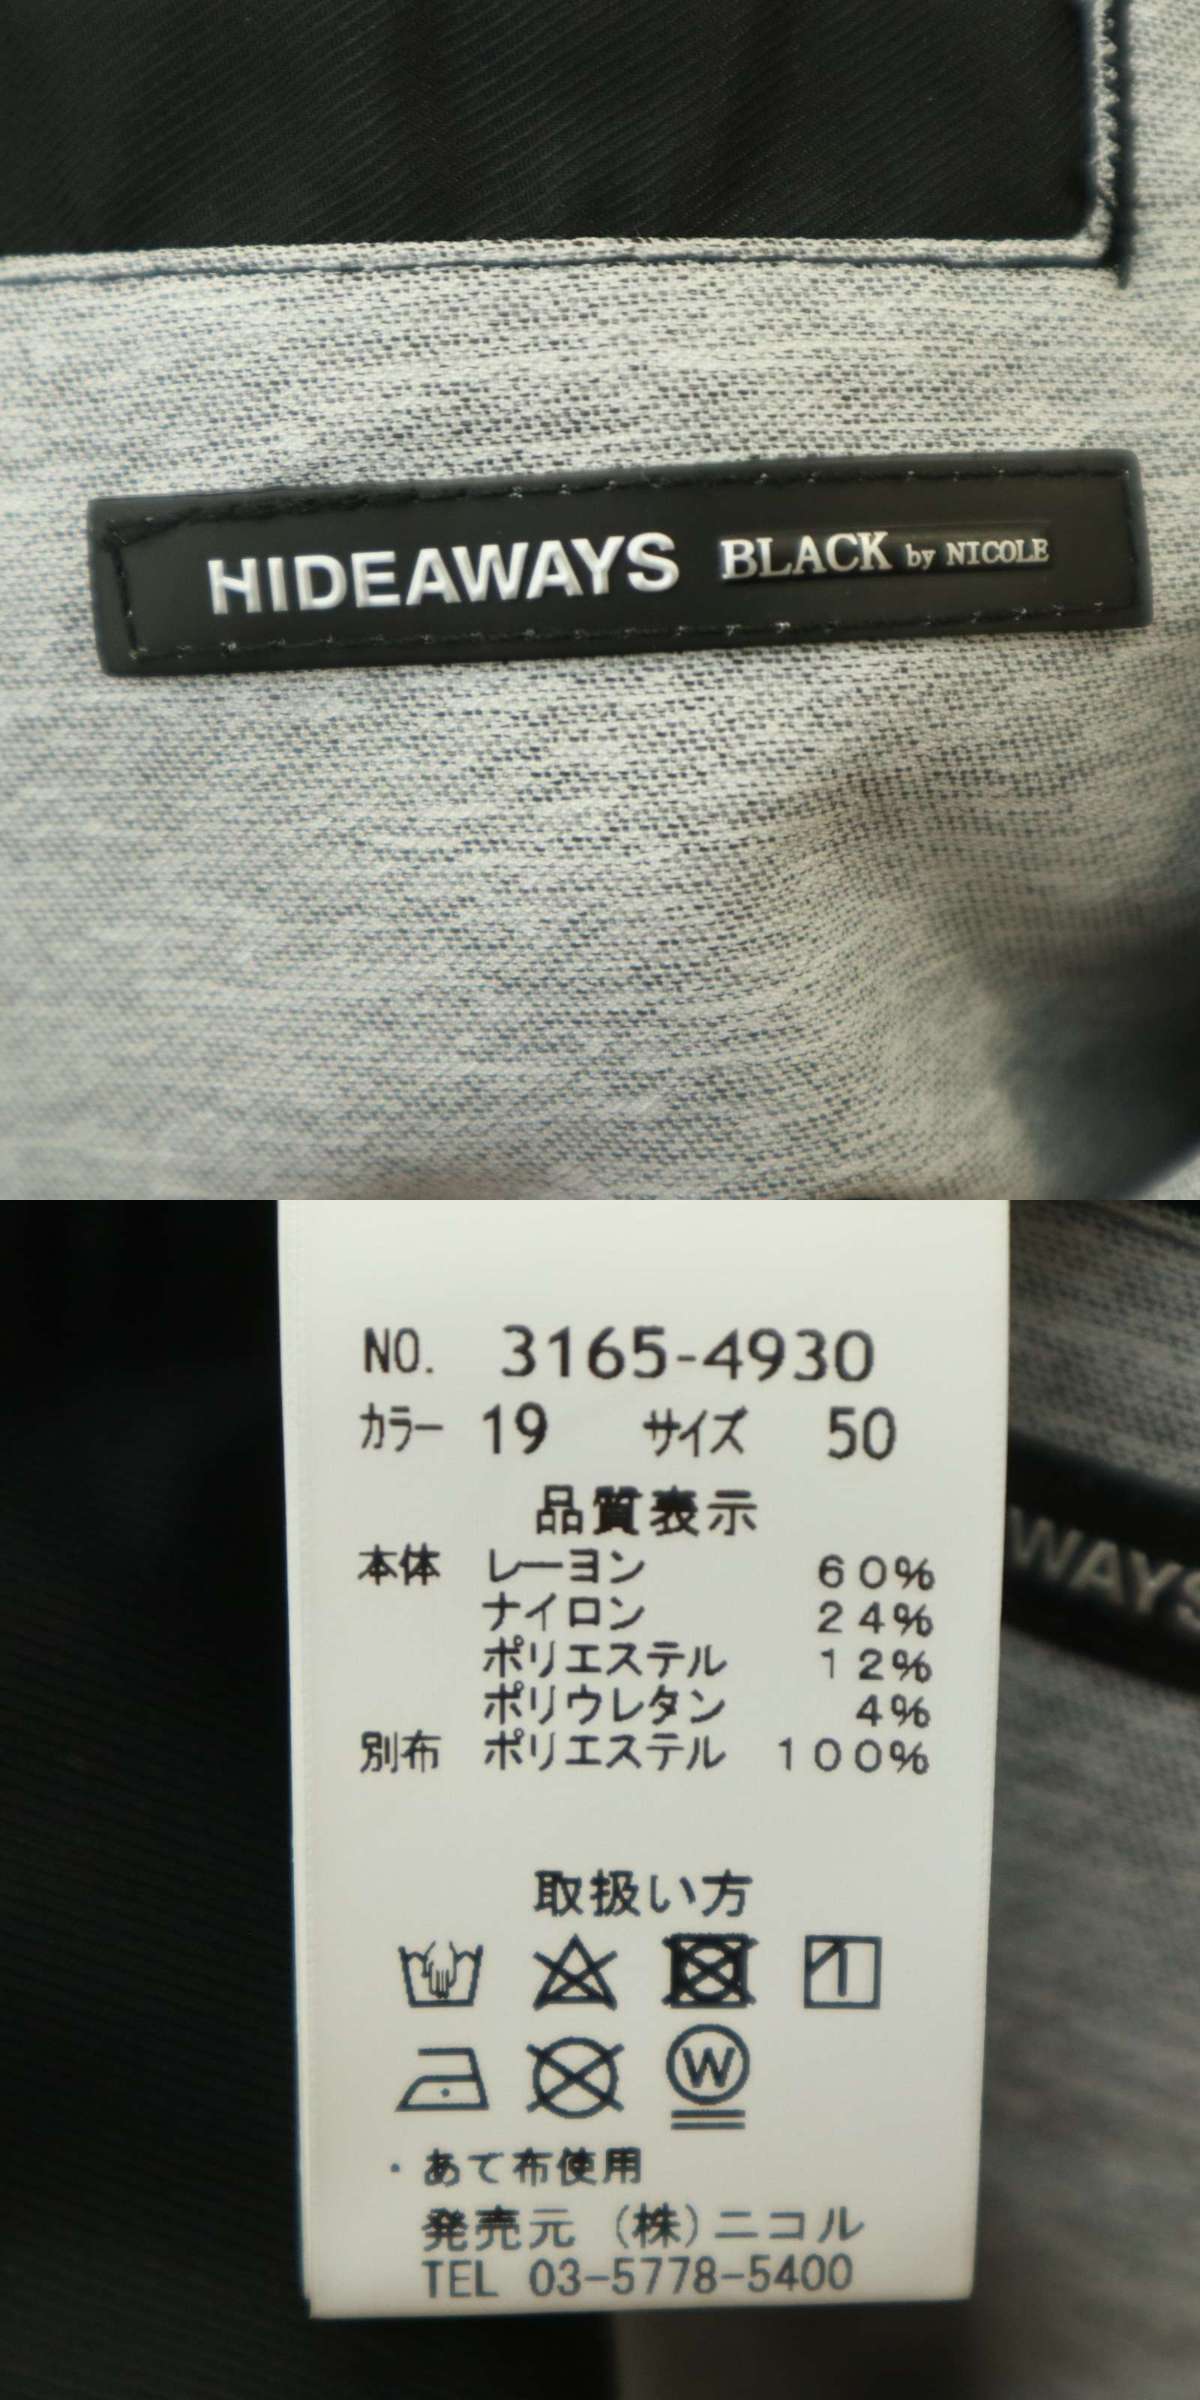 HIDEAWAYS BLACK by NICOLE
NO. 3165-4930
カラー 19 サイズ 50
品質表示
本体 レーヨン 60%
ナイロン 24%
ポリエステル 12%
ポリウレタン 4%
別布 ポリエステル 100%
取扱い方
W
・あて布使用
発売元 (株)ニコル
TEL 03-5778-5400
WAYS